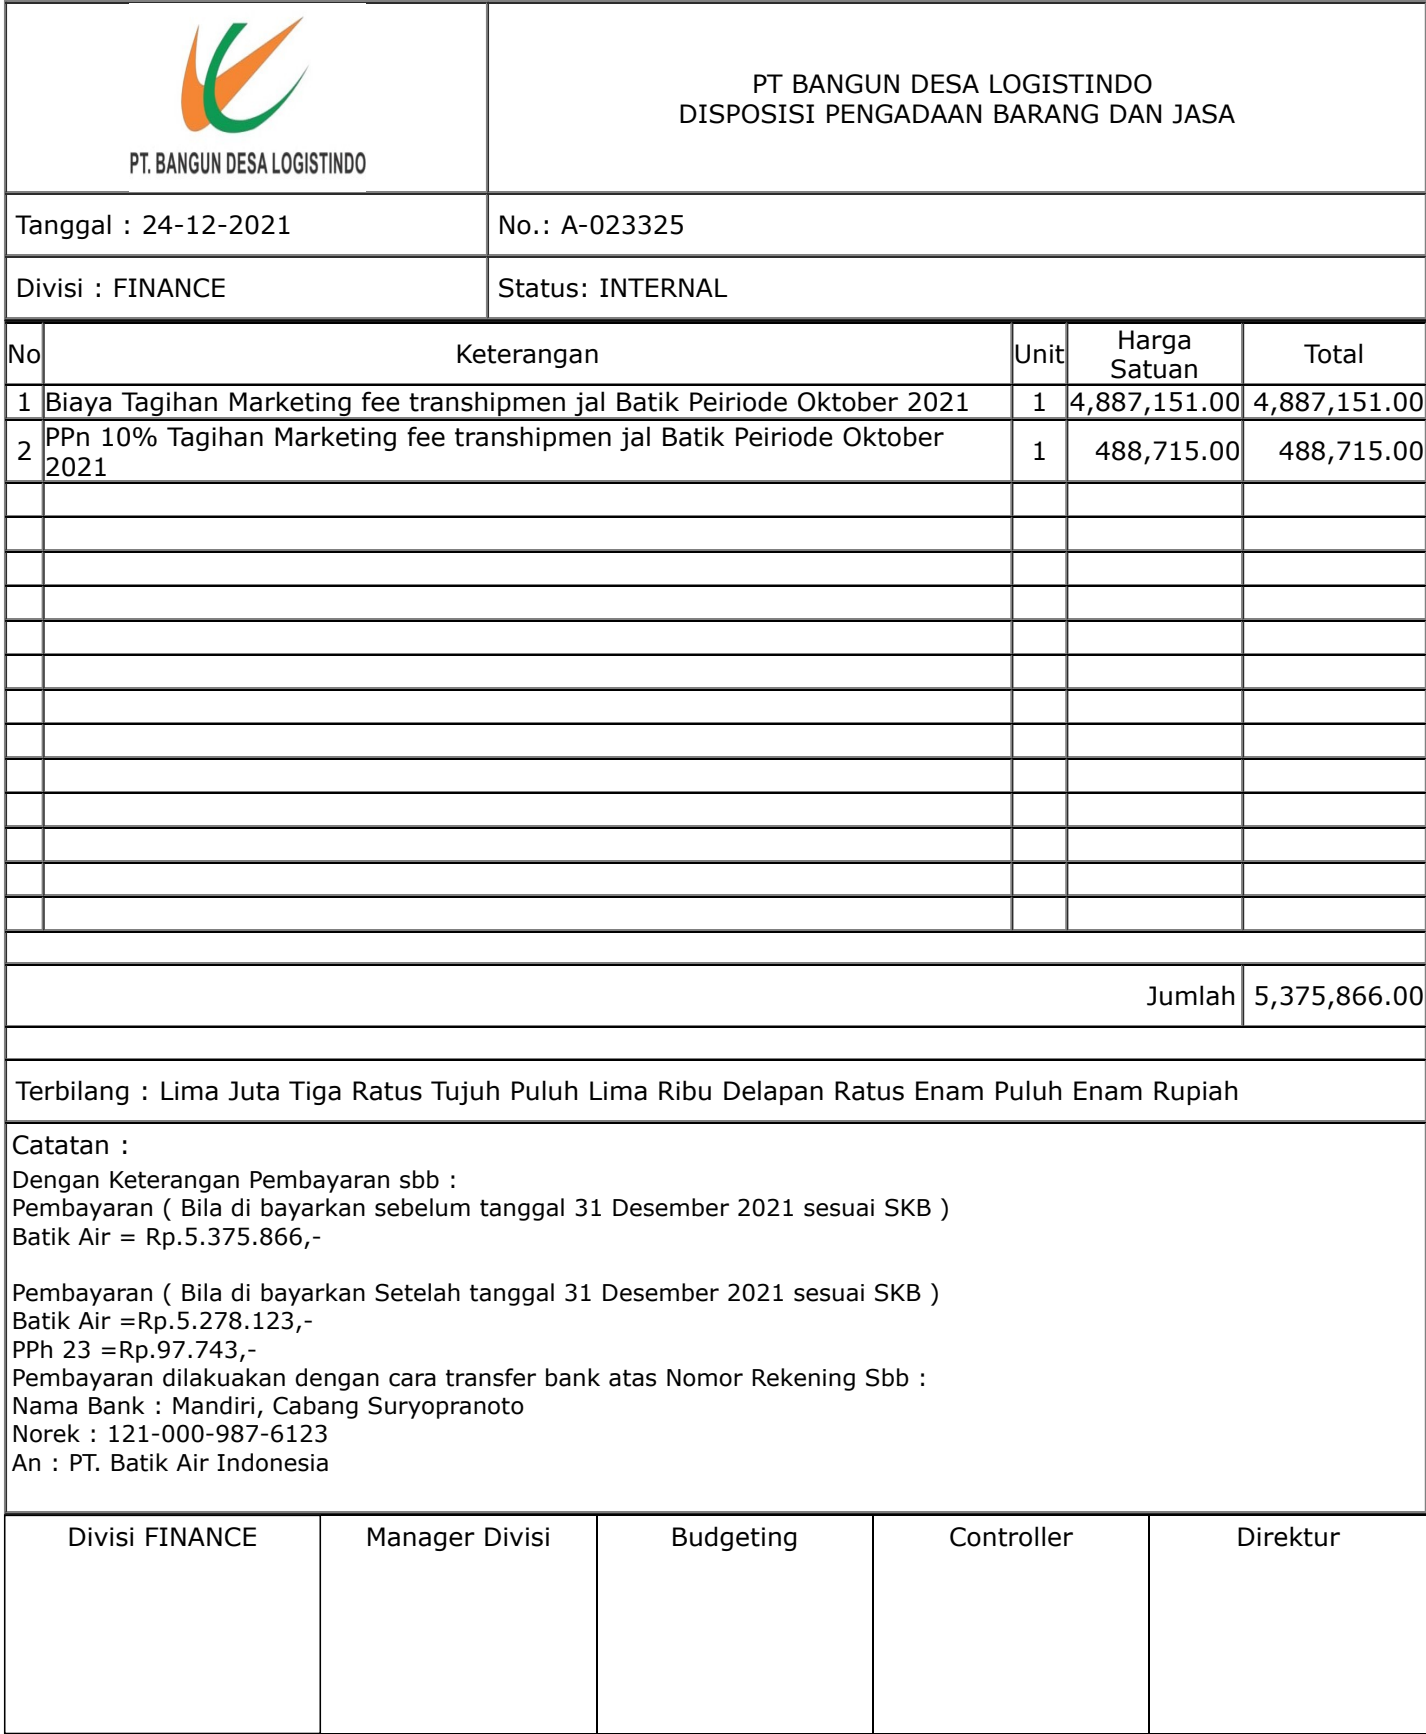 PT. BANGUN DESA LOGISTINDO
PT BANGUN DESA LOGISTINDO
DISPOSISI PENGADAAN BARANG DAN JASA
Tanggal : 24-12-2021
No.: A-023325
Divisi : FINANCE
Status: INTERNAL
No Keterangan Unit Harga Satuan Total
1 Biaya Tagihan Marketing fee transhipmen jal Batik Peiriode Oktober 2021 1 4,887,151.00 4,887,151.00
2 PPn 10% Tagihan Marketing fee transhipmen jal Batik Peiriode Oktober
2021 1 488,715.00 488,715.00
Jumlah 5,375,866.00
Terbilang : Lima Juta Tiga Ratus Tujuh Puluh Lima Ribu Delapan Ratus Enam Puluh Enam Rupiah
Catatan :
Dengan Keterangan Pembayaran sbb :
Pembayaran ( Bila di bayarkan sebelum tanggal 31 Desember 2021 sesuai SKB )
Batik Air = Rp.5.375.866,-
Pembayaran ( Bila di bayarkan Setelah tanggal 31 Desember 2021 sesuai SKB )
Batik Air =Rp.5.278.123,-
PPh 23 =Rp.97.743,-
Pembayaran dilakuakan dengan cara transfer bank atas Nomor Rekening Sbb :
Nama Bank : Mandiri, Cabang Suryopranoto
Norek : 121-000-987-6123
An : PT. Batik Air Indonesia
Divisi FINANCE Manager Divisi Budgeting Controller Direktur